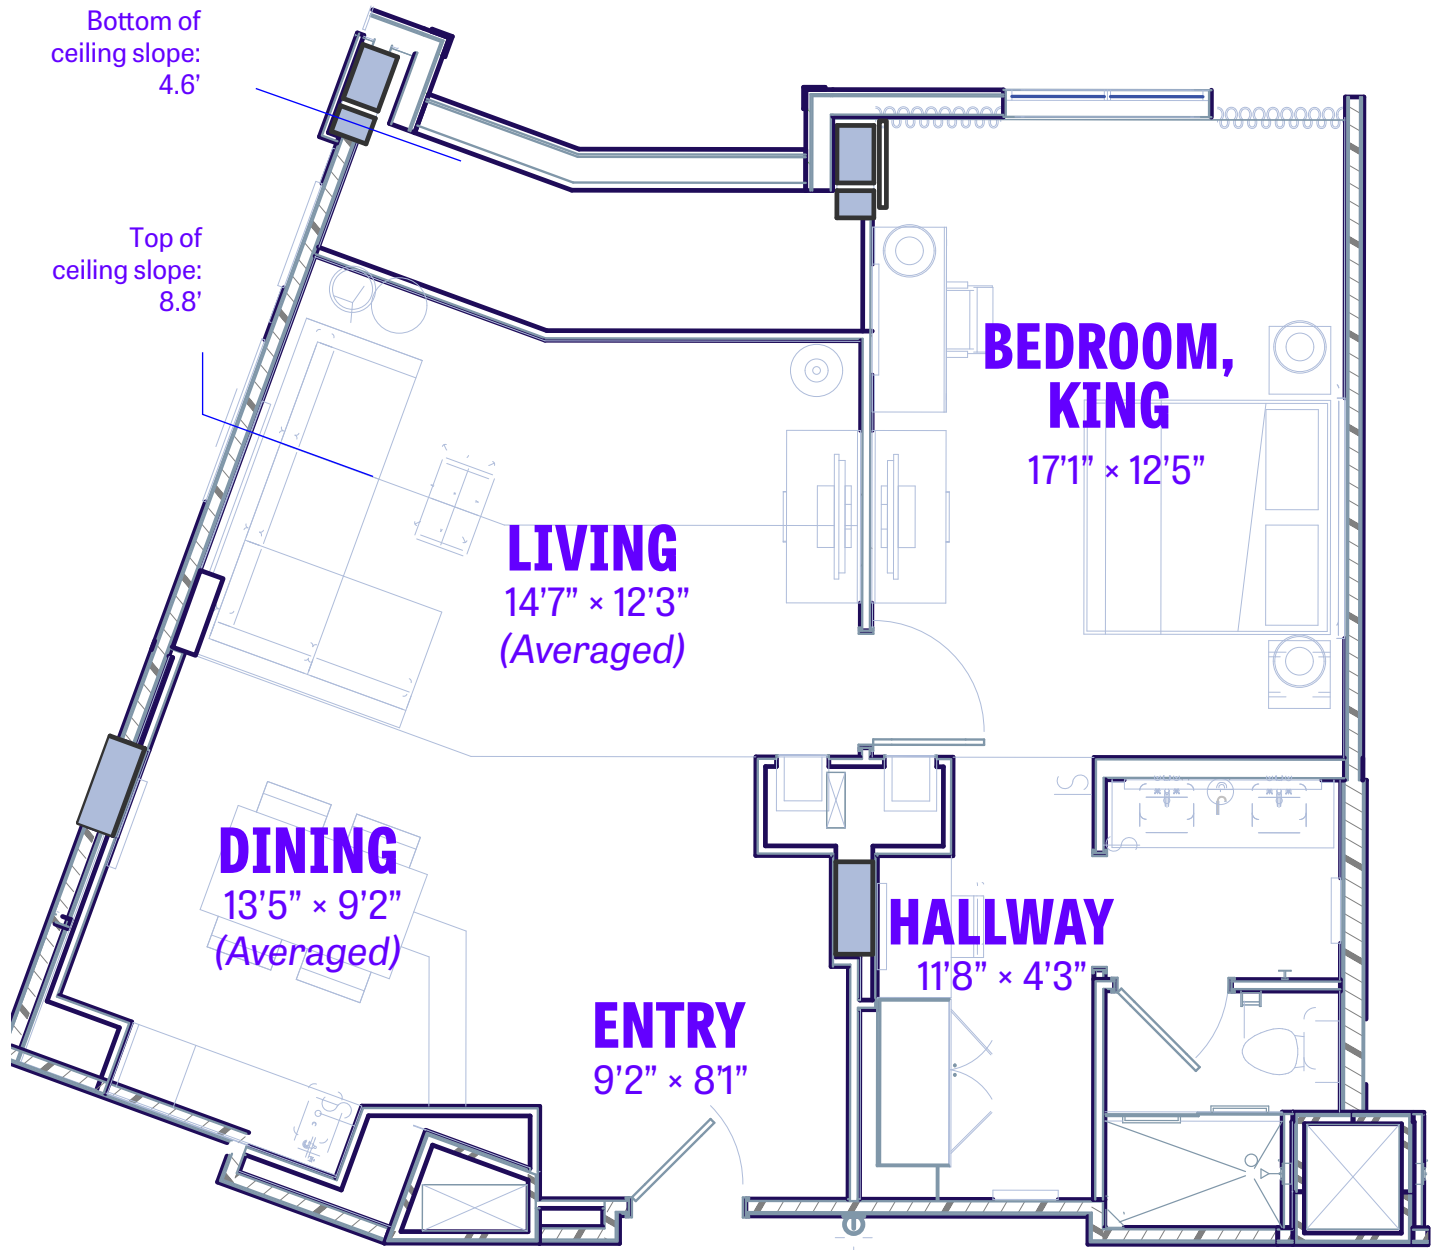 Bottom of
ceiling slope:
4.6’
Top of
ceiling slope:
8.8’
BEDROOM,
KING
17’1” × 12’5”
LIVING
14’7” × 12’3”
(Averaged)
DINING
13’5” × 9’2”
(Averaged)
HALLWAY
11’8” × 4’3”
ENTRY
9’2” × 8’1”
S
S
S